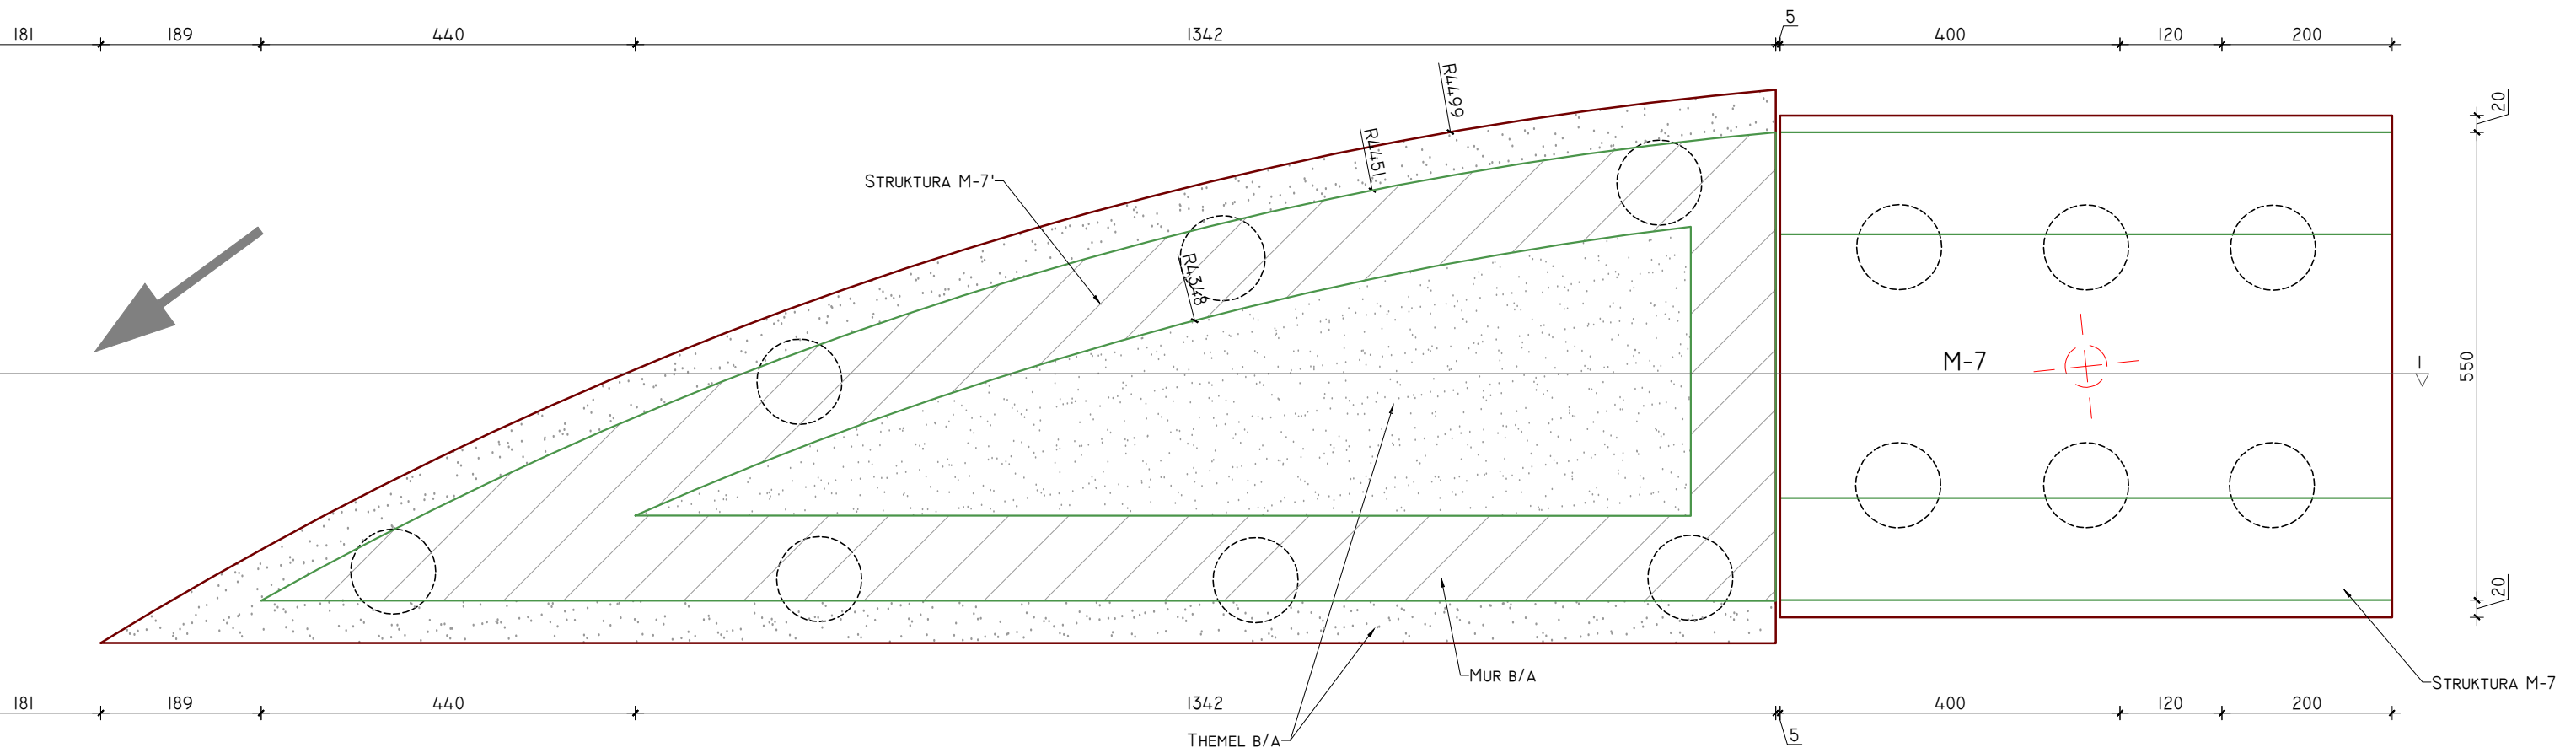 5
181 189 440 1342 400 120 200
R4499
20
R4451
STRUKTURA M-7'
R4348
M-7
I
550
20
MUR B/A
STRUKTURA M-7
181 189 440 1342 400 120 200
5
THEMEL B/A